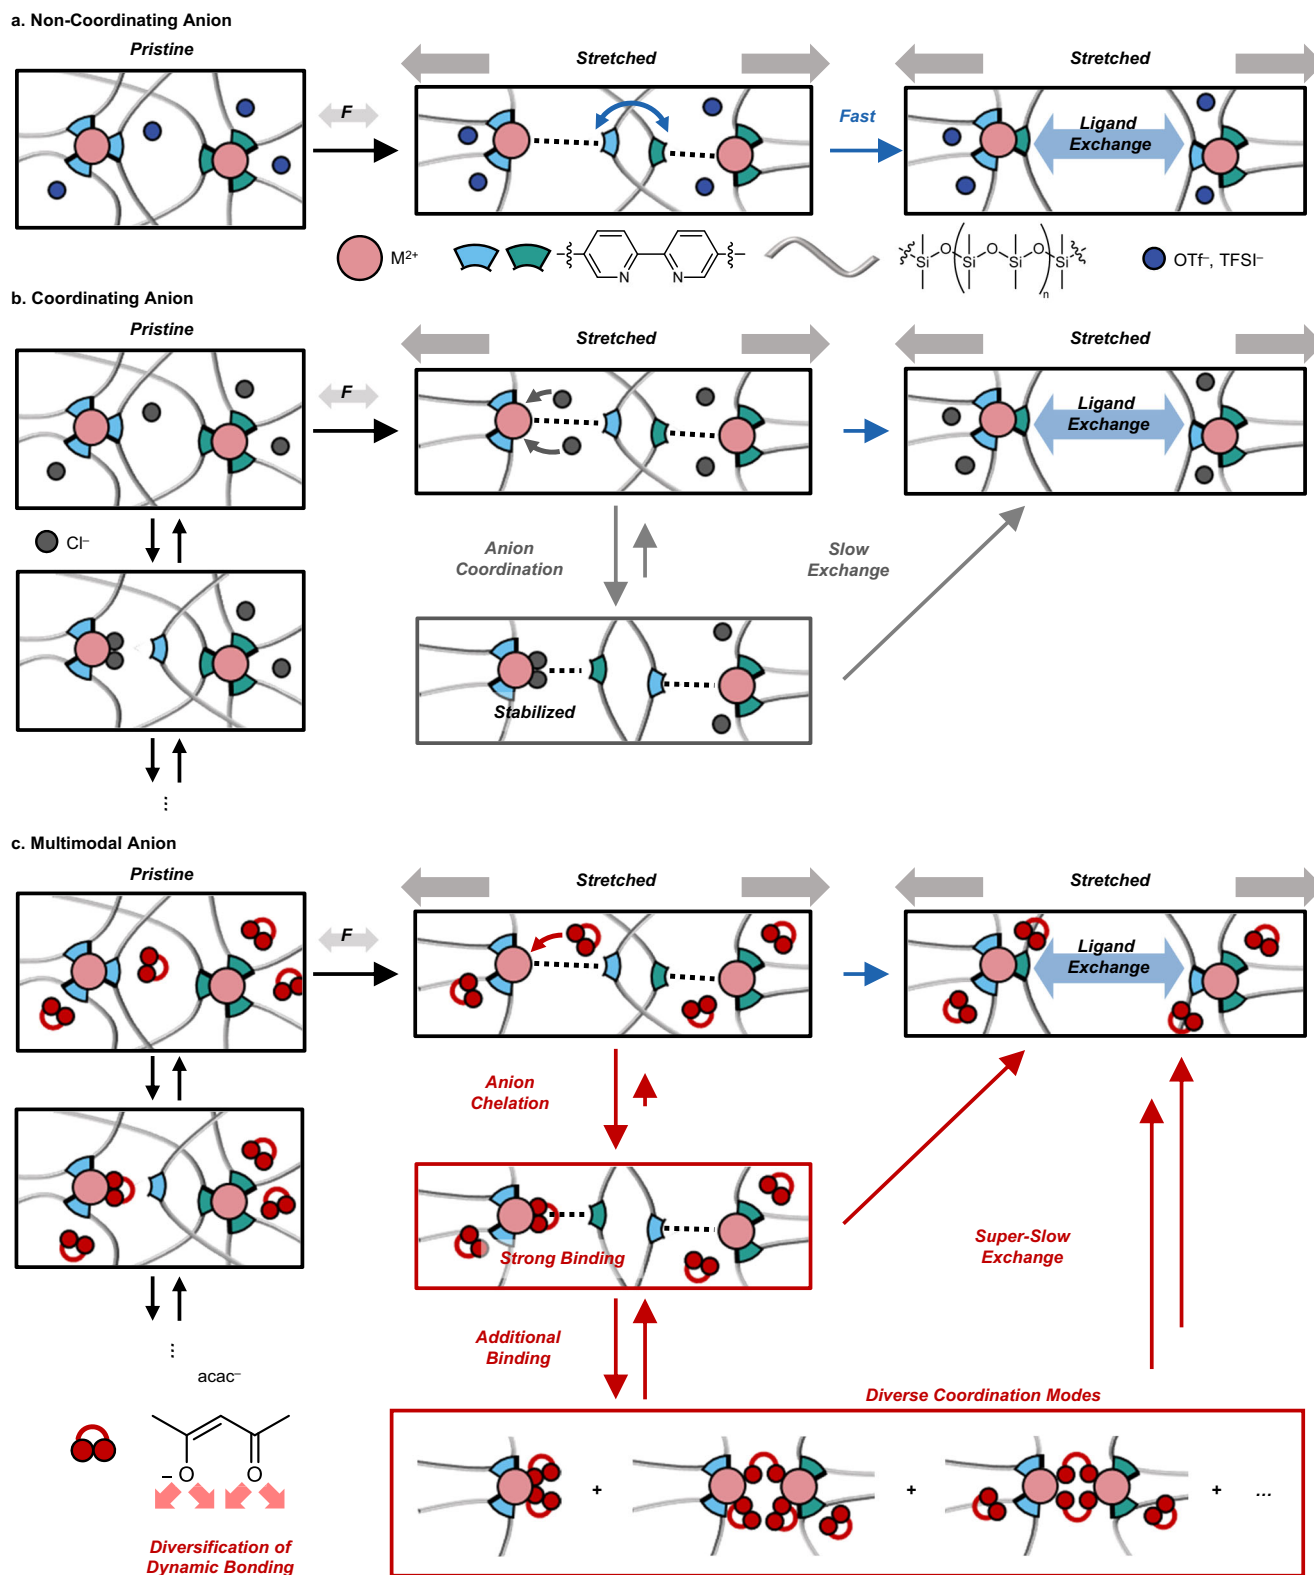 a. Non-Coordinating Anion
Pristine
Stretched
Stretched
F
Fast
Ligand
Exchange
M²⁺
N
N
Si
O
Si
O
Si
O
Si
n
OTf⁻, TFSI⁻
b. Coordinating Anion
Pristine
Stretched
Stretched
F
Ligand
Exchange
Cl⁻
Anion
Coordination
Slow
Exchange
Stabilized
...
c. Multimodal Anion
Pristine
Stretched
Stretched
F
Ligand
Exchange
Anion
Chelation
Strong Binding
Super-Slow
Exchange
Additional
Binding
...
acac⁻
Diverse Coordination Modes
– O
O
+
+
+ ...
Diversification of
Dynamic Bonding